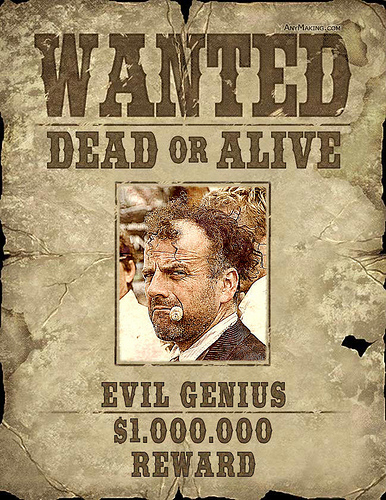 AnyMaking.com
WANTED
DEAD OR ALIVE
EVIL GENIUS
$1.000.000
REWARD